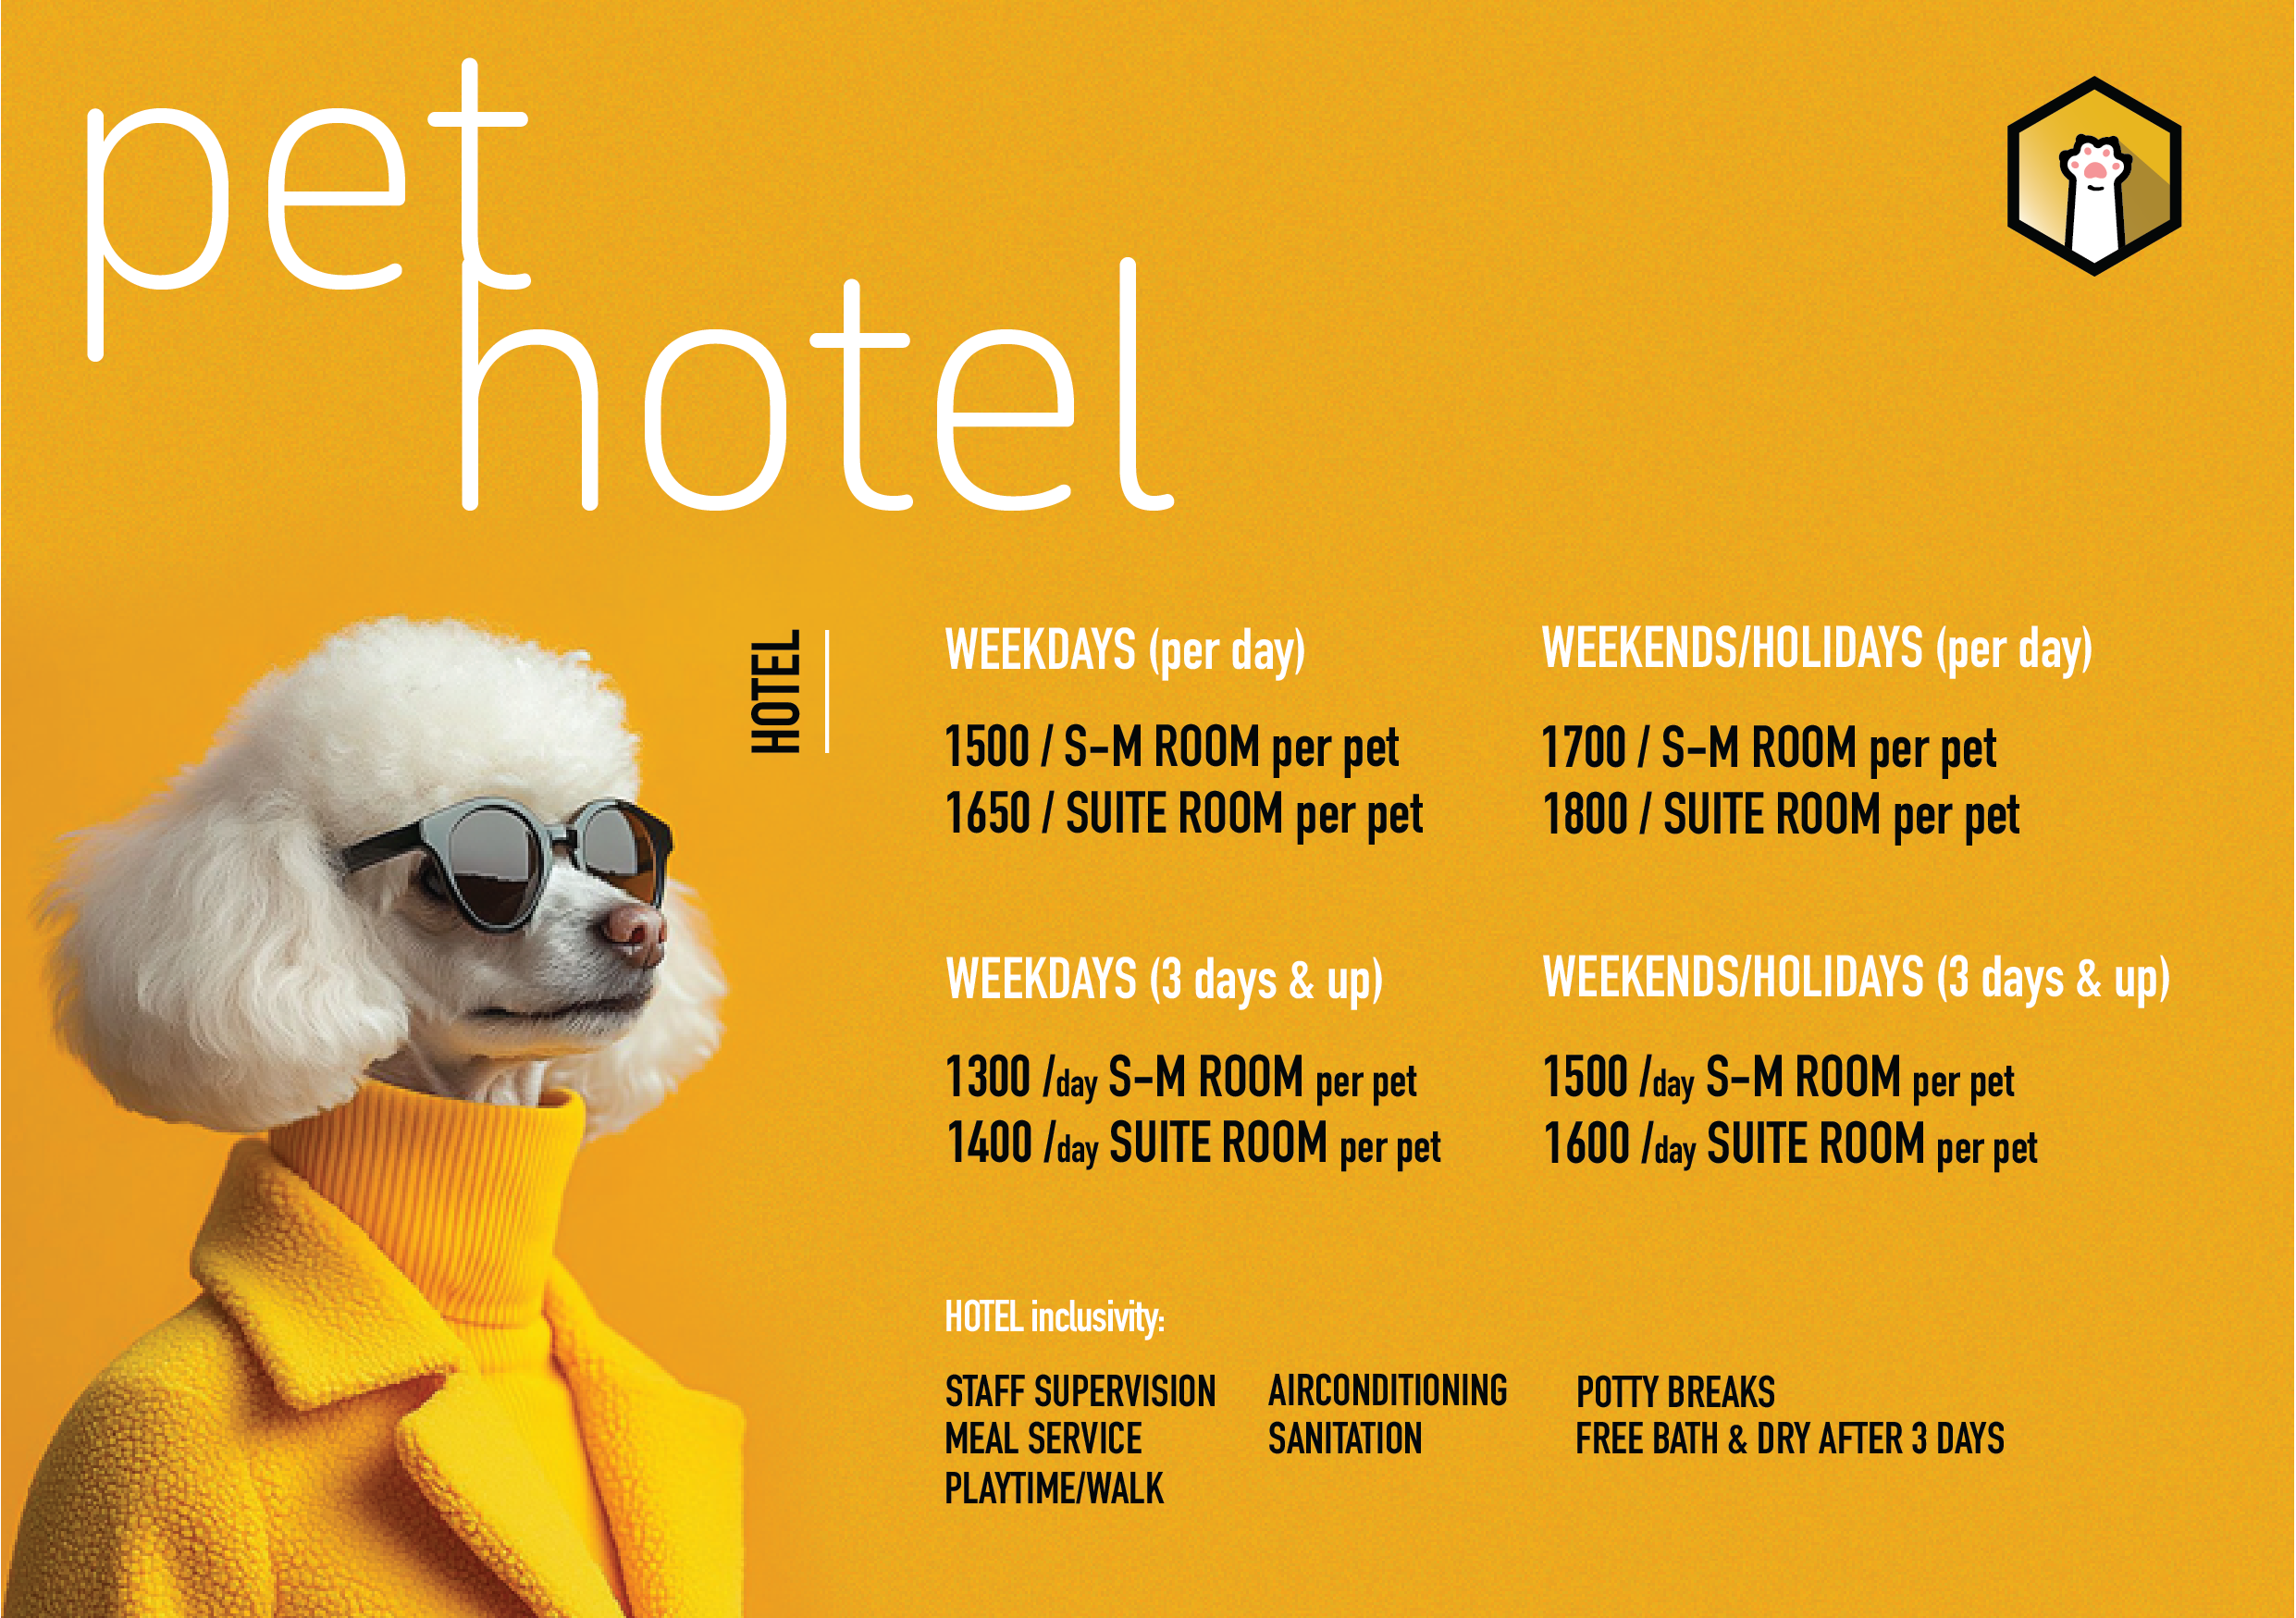 pet
hotel
HOTEL
WEEKDAYS (per day)
1500 / S-M ROOM per pet
1650 / SUITE ROOM per pet
WEEKENDS/HOLIDAYS (per day)
1700 / S-M ROOM per pet
1800 / SUITE ROOM per pet
WEEKDAYS (3 days & up)
1300 /day S-M ROOM per pet
1400 /day SUITE ROOM per pet
WEEKENDS/HOLIDAYS (3 days & up)
1500 /day S-M ROOM per pet
1600 /day SUITE ROOM per pet
HOTEL inclusivity:
STAFF SUPERVISION
MEAL SERVICE
PLAYTIME/WALK
AIRCONDITIONING
SANITATION
POTTY BREAKS
FREE BATH & DRY AFTER 3 DAYS